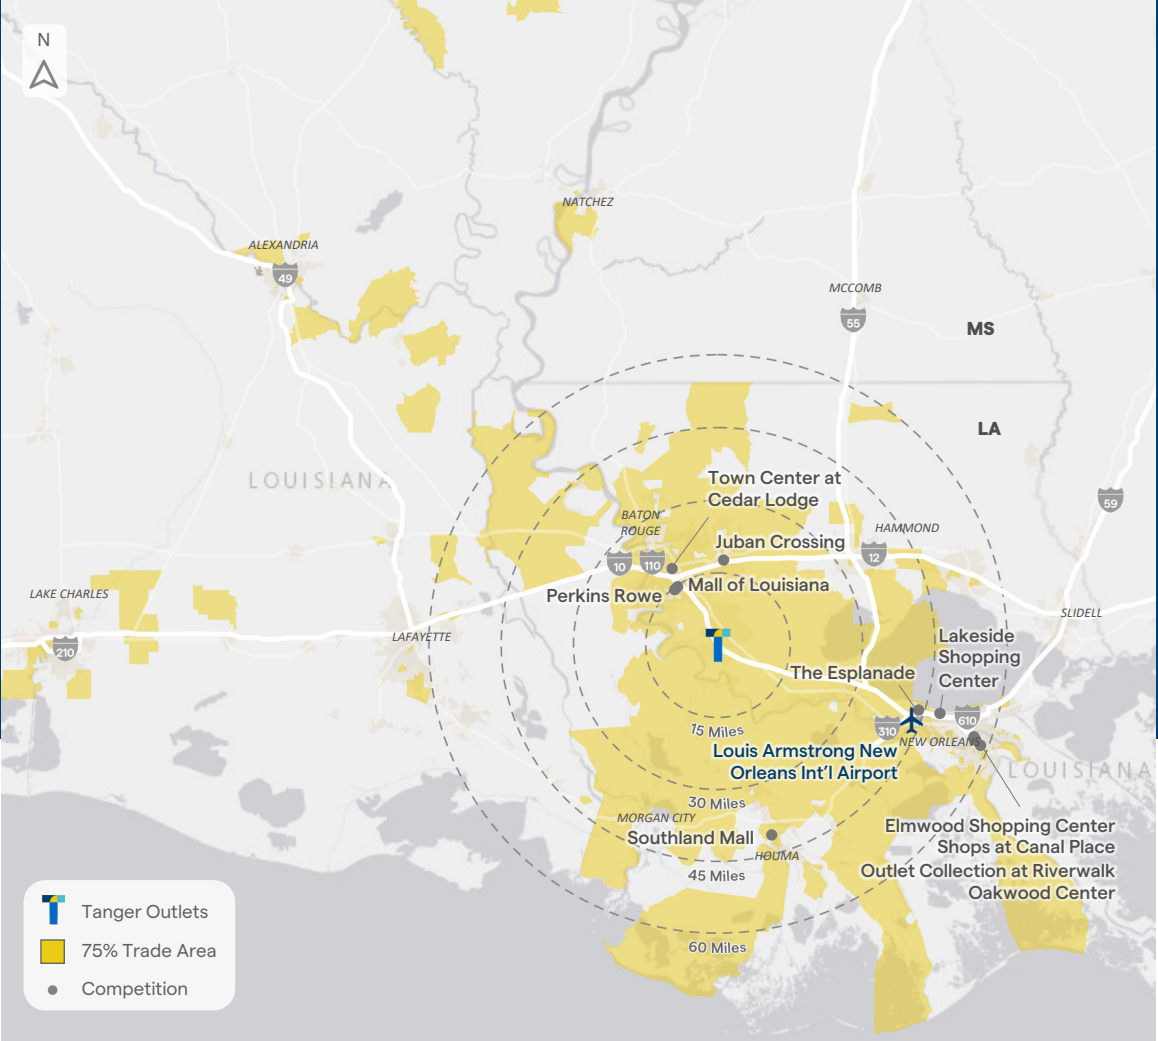 N
NATCHEZ
ALEXANDRIA
49
MCCOMB
55
MS
LA
LOUISIANA
Town Center at
Cedar Lodge
59
BATON
ROUGE
HAMMOND
Juban Crossing
10
110
12
Mall of Louisiana
Perkins Rowe
LAKE CHARLES
SLIDELL
LAFAYETTE
210
Lakeside
Shopping
Center
The Esplanade
15 Miles
310
610
NEW ORLEANS
Louis Armstrong New
Orleans Int'l Airport
LOUISIANA
30 Miles
MORGAN CITY
Southland Mall
HOUMA
Elmwood Shopping Center
Shops at Canal Place
Outlet Collection at Riverwalk
Oakwood Center
45 Miles
60 Miles
Tanger Outlets
75% Trade Area
Competition